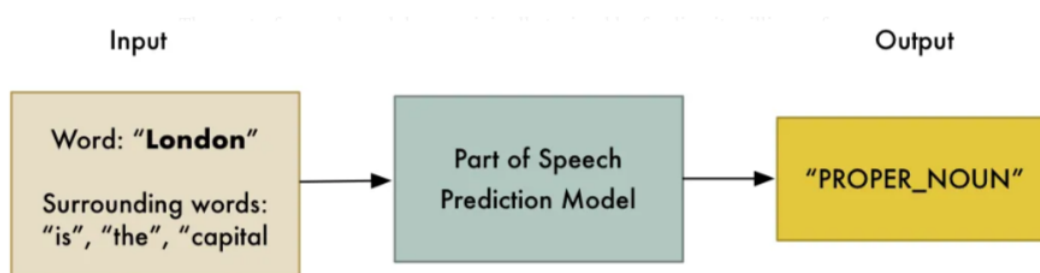 Input
Output
Word: “London”
Surrounding words:
“is”, “the”, “capital
Part of Speech
Prediction Model
“PROPER_NOUN”